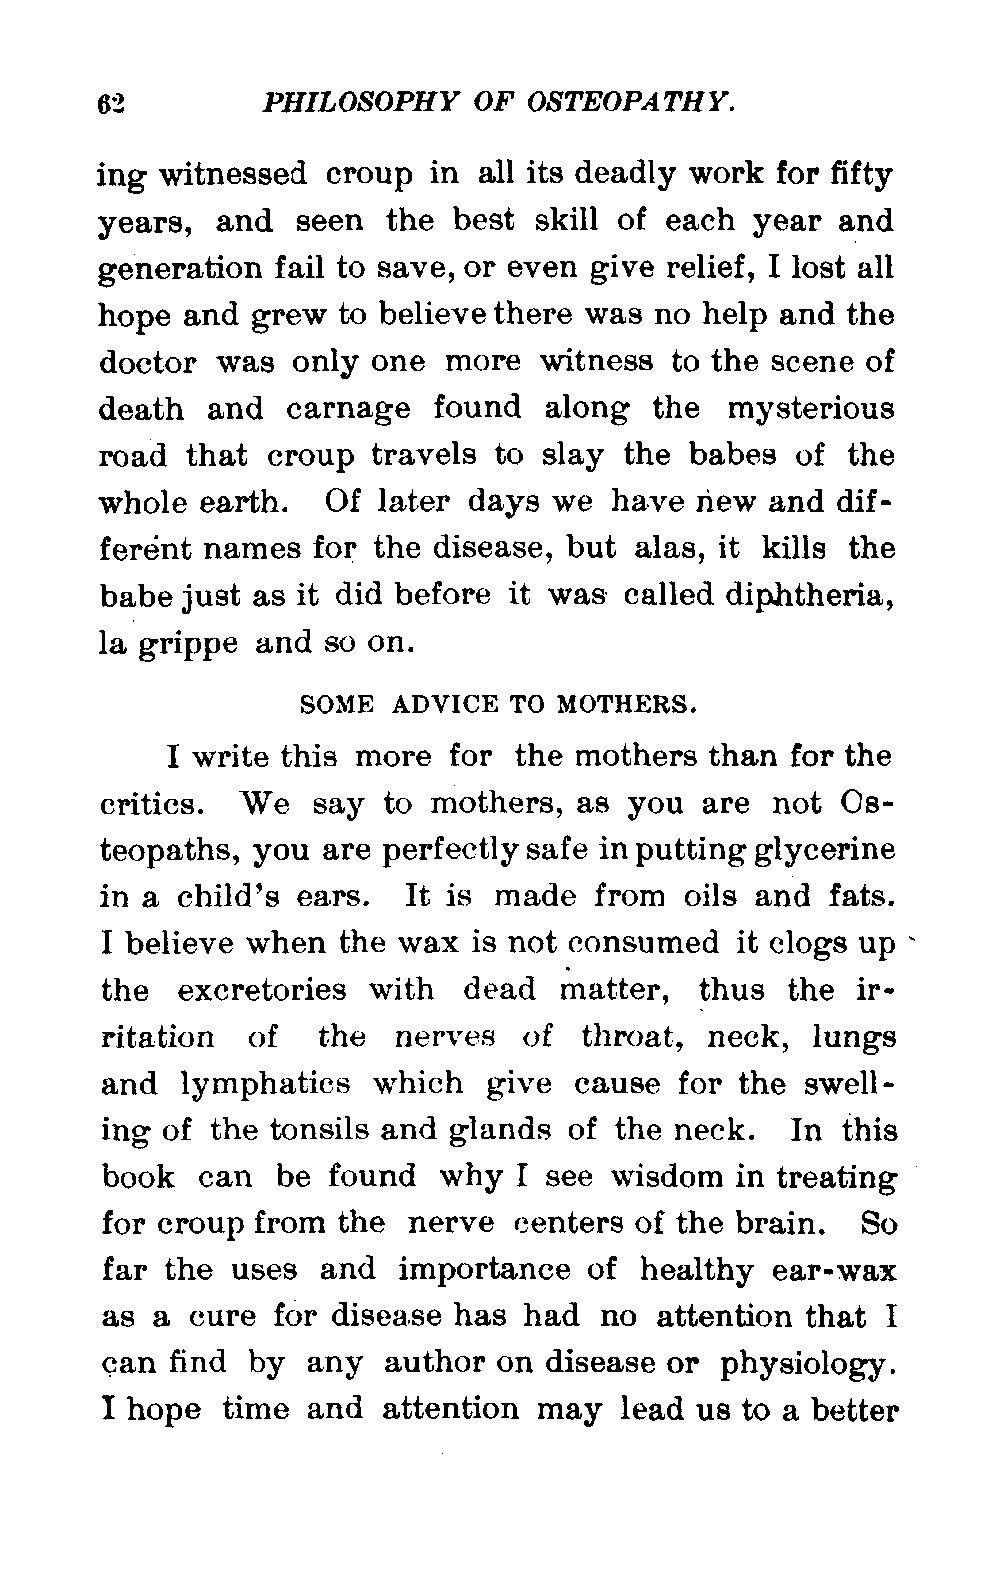 62 PHILOSOPHY OF OSTEOPATHY.
ing witnessed croup in all its deadly work for fifty
years, and seen the best skill of each year and
generation fail to save, or even give relief, I lost all
hope and grew to believe there was no help and the
doctor was only one more witness to the scene of
death and carnage found along the mysterious
road that croup travels to slay the babes of the
whole earth. Of later days we have new and dif-
ferent names for the disease, but alas, it kills the
babe just as it did before it was called diphtheria,
la grippe and so on.
SOME ADVICE TO MOTHERS.
I write this more for the mothers than for the
critics. We say to mothers, as you are not Os-
teopaths, you are perfectly safe in putting glycerine
in a child's ears. It is made from oils and fats.
I believe when the wax is not consumed it clogs up
the excretories with dead matter, thus the ir-
ritation of the nerves of throat, neck, lungs
and lymphatics which give cause for the swell-
ing of the tonsils and glands of the neck. In this
book can be found why I see wisdom in treating
for croup from the nerve centers of the brain. So
far the uses and importance of healthy ear-wax
as a cure for disease has had no attention that I
can find by any author on disease or physiology.
I hope time and attention may lead us to a better